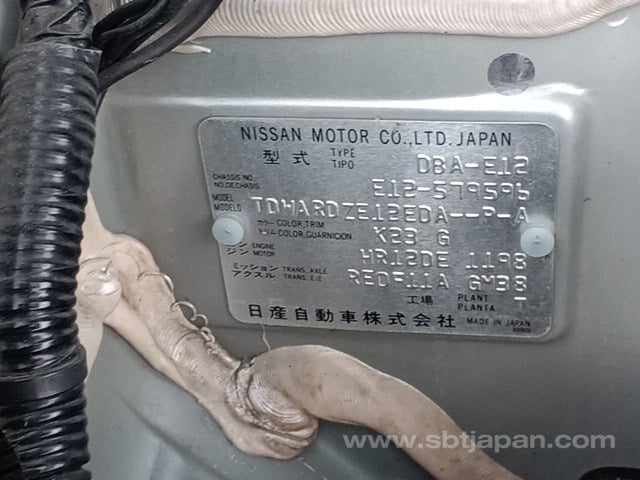 NISSAN MOTOR CO.,LTD. JAPAN
型式 TYPE TIPO DBA-E12
CHASSIS NO NO.DE CHASIS E12-579596
MODEL MODELO TDWARDZE12EDA--P-A
カラー COLOR,TRIM トリム COLOR,GUARNICION K23 G
エンジン ENGINE MOTOR HR12DE 1198
ミッション アクスル TRANS. AXLE TRANS. EJE RE0F11A GM38
工場 PLANT PLANTA T
日産自動車株式会社 MADE IN JAPAN
www.sbtjapan.com